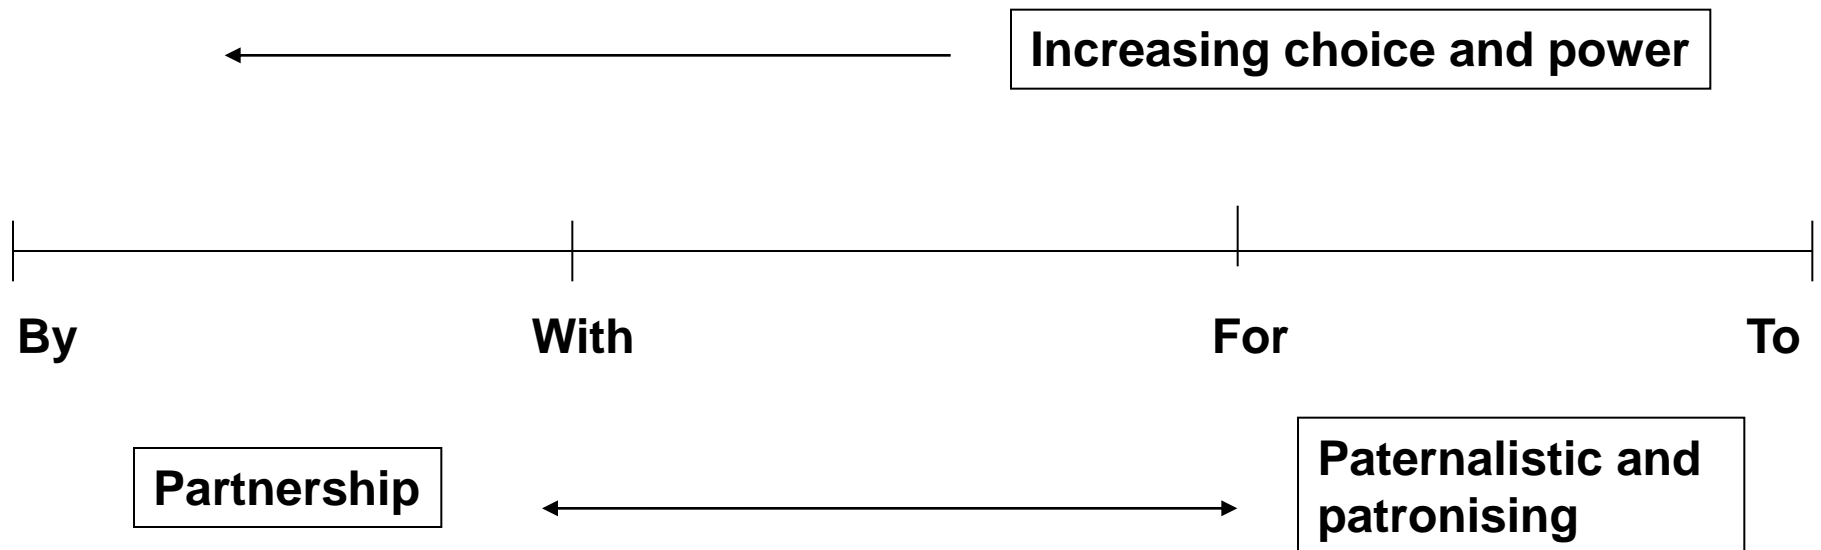 Increasing choice and power
By With For To
Partnership
Paternalistic and
patronising